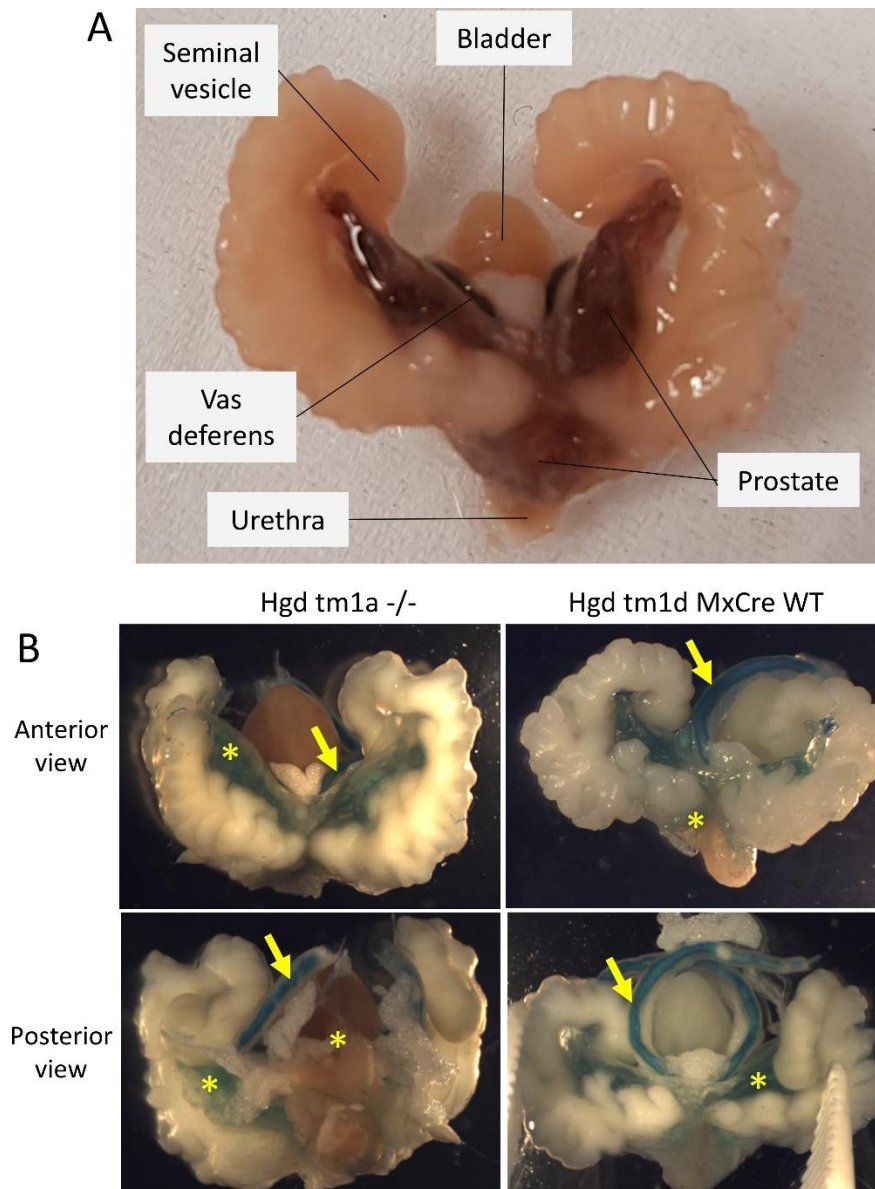 A
Seminal
vesicle
Bladder
Vas
deferens
Prostate
Urethra
Hgd tm1a -/-
Hgd tm1d MxCre WT
B
Anterior
view
*
*
Posterior
view
*
*
*